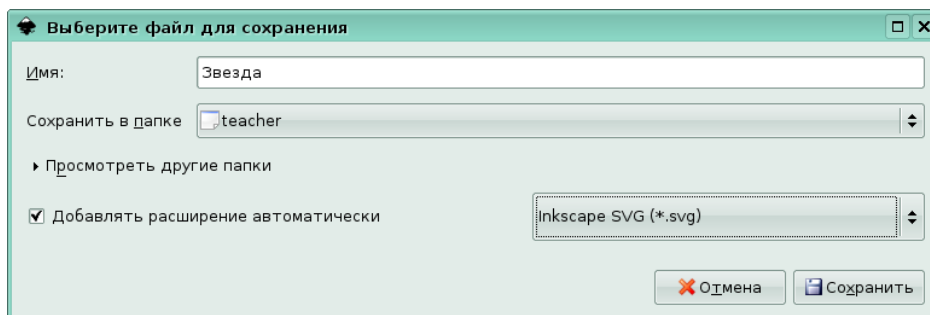 Выберите файл для сохранения
Имя: Звезда
Сохранить в папке teacher
Просмотреть другие папки
Добавлять расширение автоматически Inkscape SVG (*.svg)
Отмена Сохранить